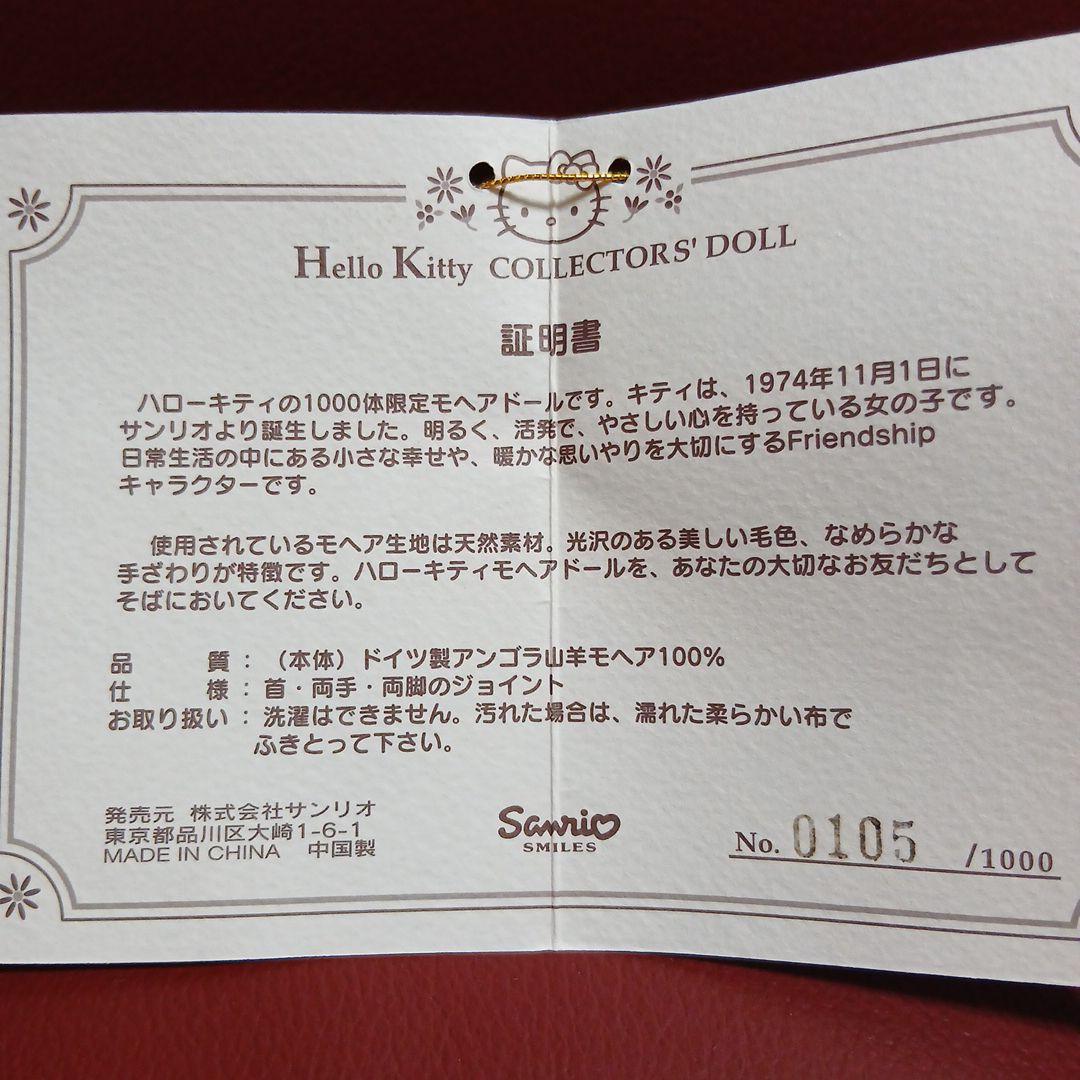 Hello Kitty COLLECTORS' DOLL
証明書
ハローキティの1000体限定モヘアドールです。キティは、1974年11月1日に
サンリオより誕生しました。明るく、活発で、やさしい心を持っている女の子です。
日常生活の中にある小さな幸せや、暖かな思いやりを大切にするFriendship
キャラクターです。
使用されているモヘア生地は天然素材。光沢のある美しい毛色、なめらかな
手ざわりが特徴です。ハローキティモヘアドールを、あなたの大切なお友だちとして
そばにおいてください。
品 質：（本体）ドイツ製アンゴラ山羊モヘア100%
仕 様：首・両手・両脚のジョイント
お取り扱い：洗濯はできません。汚れた場合は、濡れた柔らかい布で
ふきとって下さい。
発売元 株式会社サンリオ
東京都品川区大崎1-6-1
MADE IN CHINA 中国製
Sanrio
SMILES
No. 0105 /1000